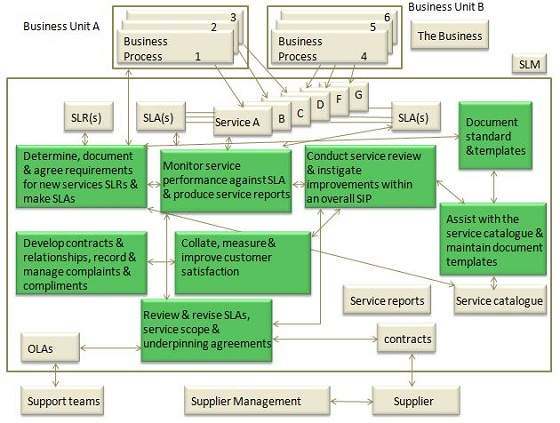 Business Unit A
3
2
Business
Process 1
Business Unit B
6
5
Business
Process 4
The Business
SLM
SLR(s)
SLA(s)
Service A
B
C
D
F
G
SLA(s)
Document
standard
& templates
Determine, document
& agree requirements
for new services SLRs &
make SLAs
Monitor service
performance against SLA
& produce service reports
Conduct service review
& instigate
improvements within
an overall SIP
Assist with the
service catalogue &
maintain document
templates
Develop contracts &
relationships, record &
manage complaints &
compliments
Collate, measure &
improve customer
satisfaction
Service reports
Service catalogue
Review & revise SLAs,
service scope &
underpinning agreements
OLAs
contracts
Support teams
Supplier Management
Supplier